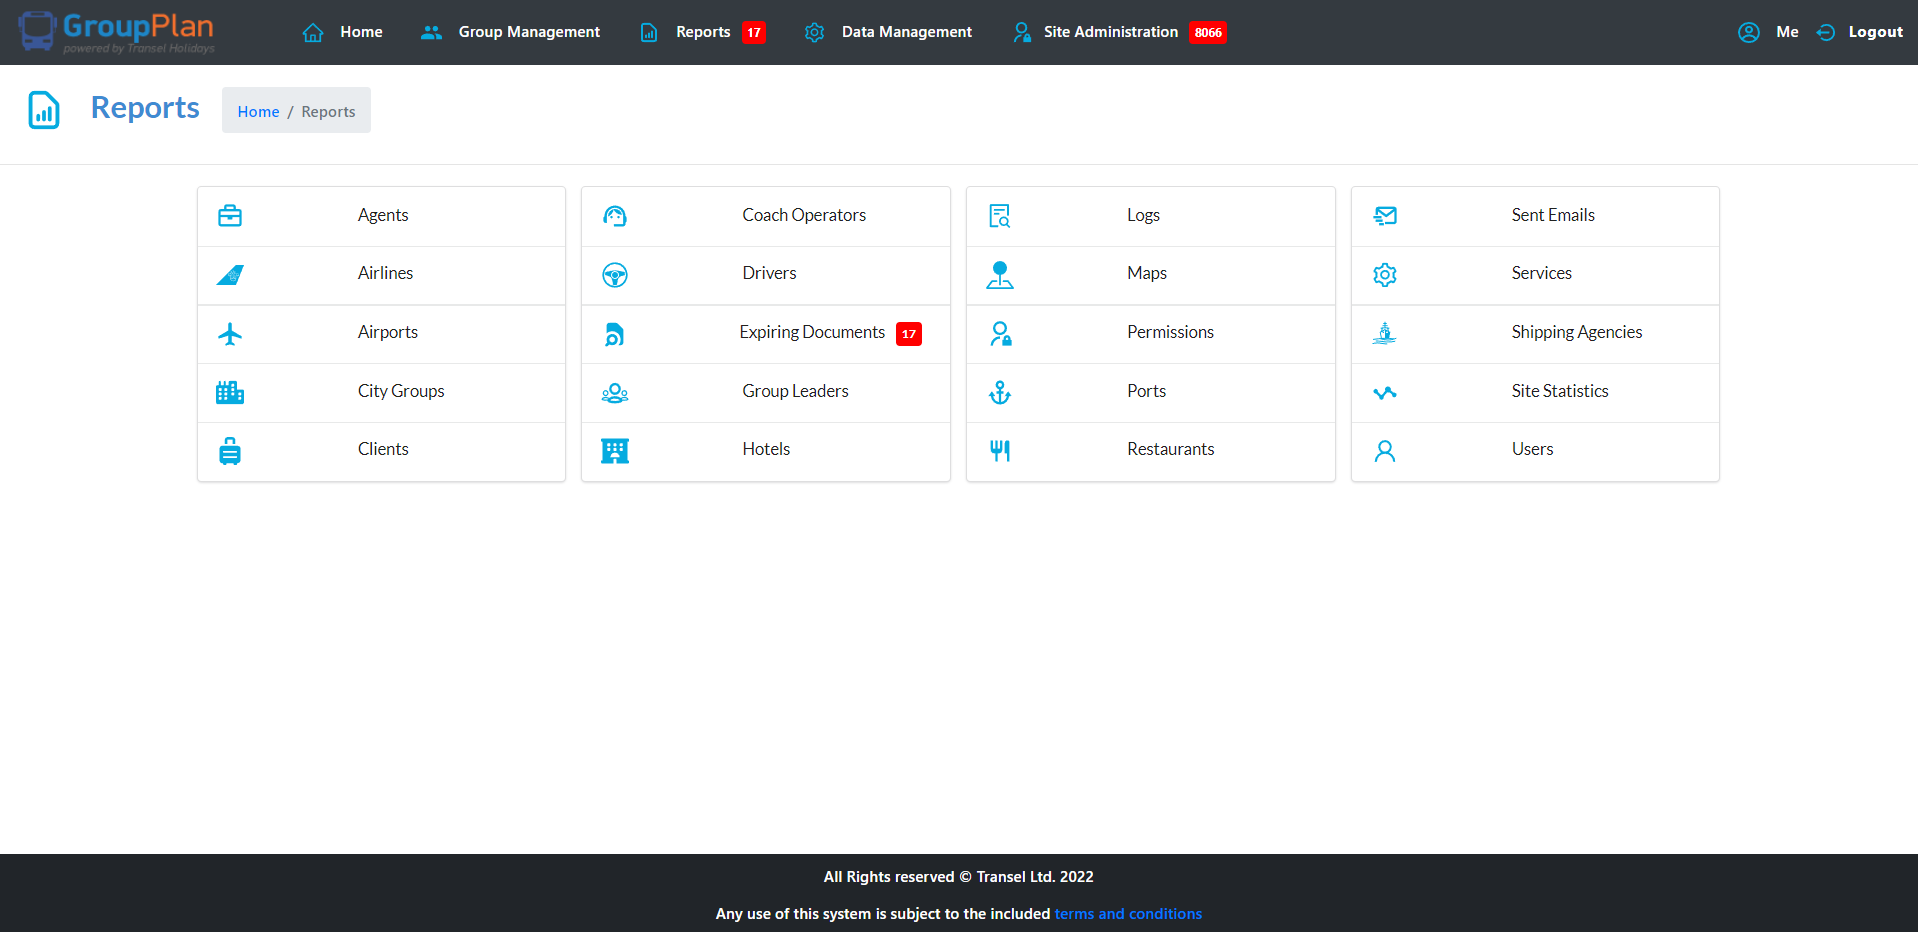 GroupPlan
powered by Transel Holidays
Home
Group Management
Reports 17
Data Management
Site Administration 8066
Me
Logout
Reports
Home / Reports
Agents
Airlines
Airports
City Groups
Clients
Coach Operators
Drivers
Expiring Documents 17
Group Leaders
Hotels
Logs
Maps
Permissions
Ports
Restaurants
Sent Emails
Services
Shipping Agencies
Site Statistics
Users
All Rights reserved © Transel Ltd. 2022
Any use of this system is subject to the included terms and conditions